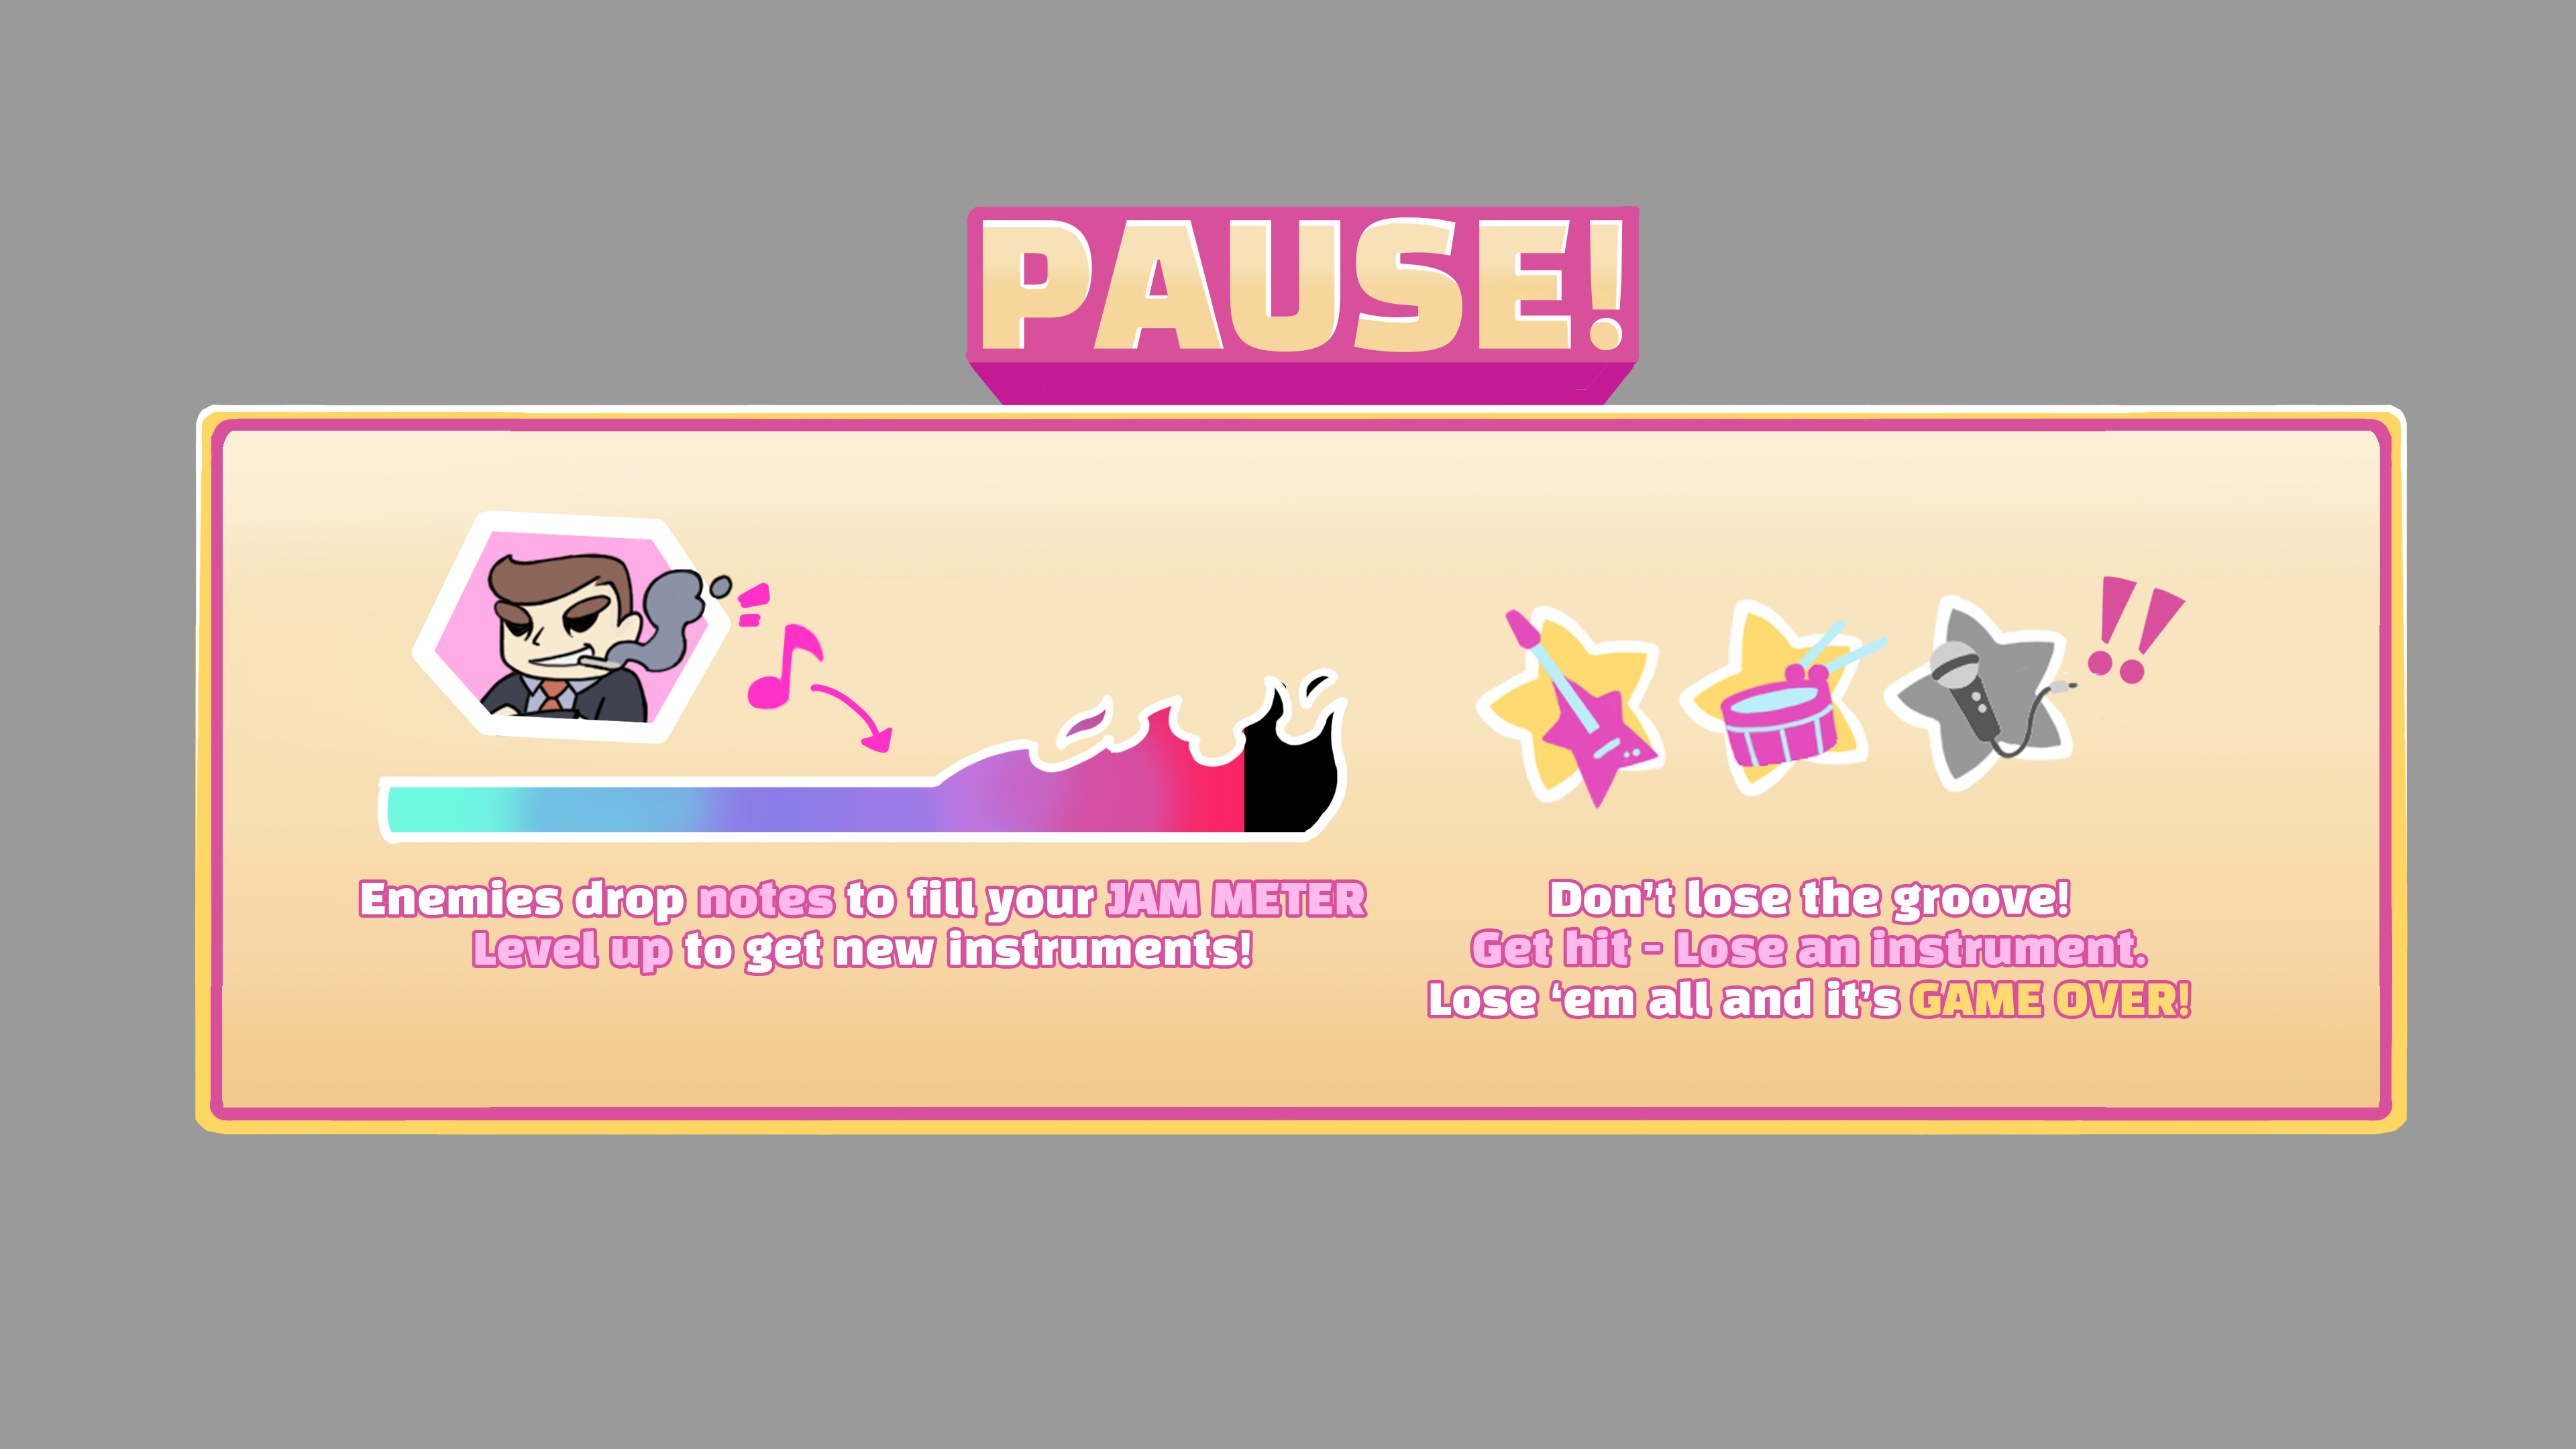 PAUSE!
Enemies drop notes to fill your JAM METER
Level up to get new instruments!
Don't lose the groove!
Get hit - Lose an instrument.
Lose ‘em all and it's GAME OVER!